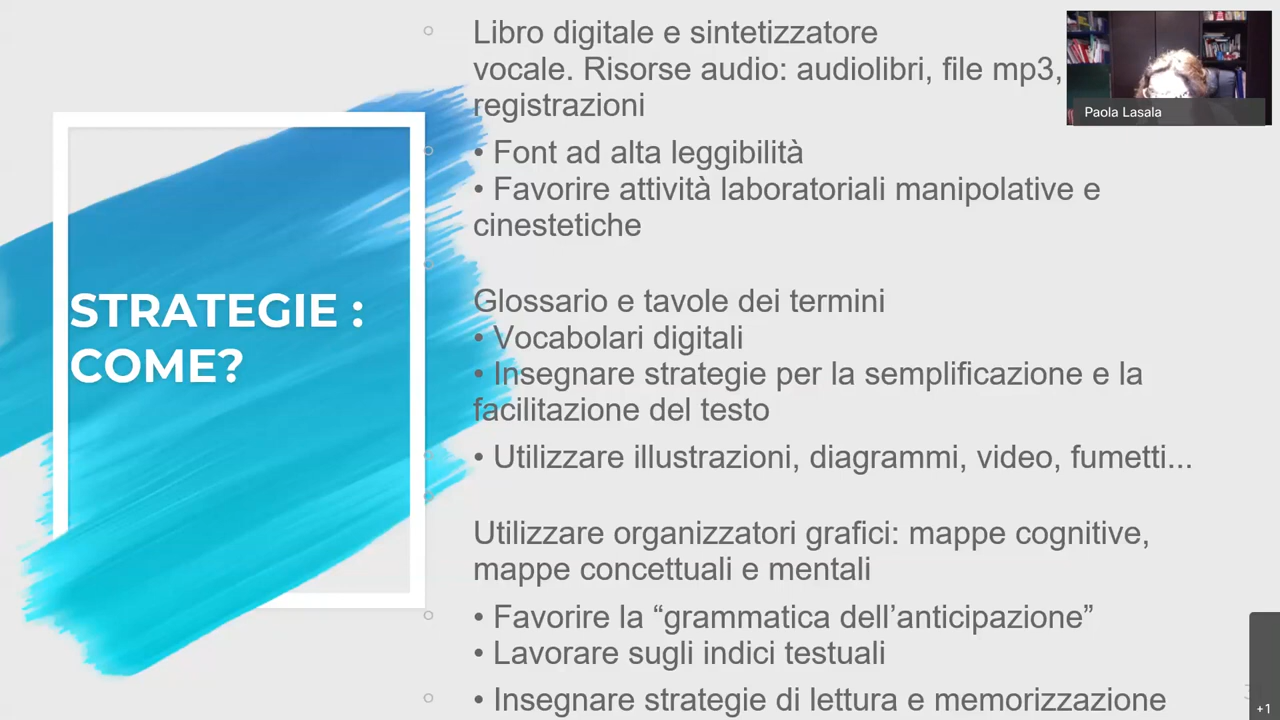 STRATEGIE :
COME?
Libro digitale e sintetizzatore
vocale. Risorse audio: audiolibri, file mp3,
registrazioni
• Font ad alta leggibilità
• Favorire attività laboratoriali manipolative e
cinestetiche
Glossario e tavole dei termini
• Vocabolari digitali
• Insegnare strategie per la semplificazione e la
facilitazione del testo
• Utilizzare illustrazioni, diagrammi, video, fumetti...
Utilizzare organizzatori grafici: mappe cognitive,
mappe concettuali e mentali
• Favorire la “grammatica dell’anticipazione”
• Lavorare sugli indici testuali
• Insegnare strategie di lettura e memorizzazione
Paola Lasala
+1